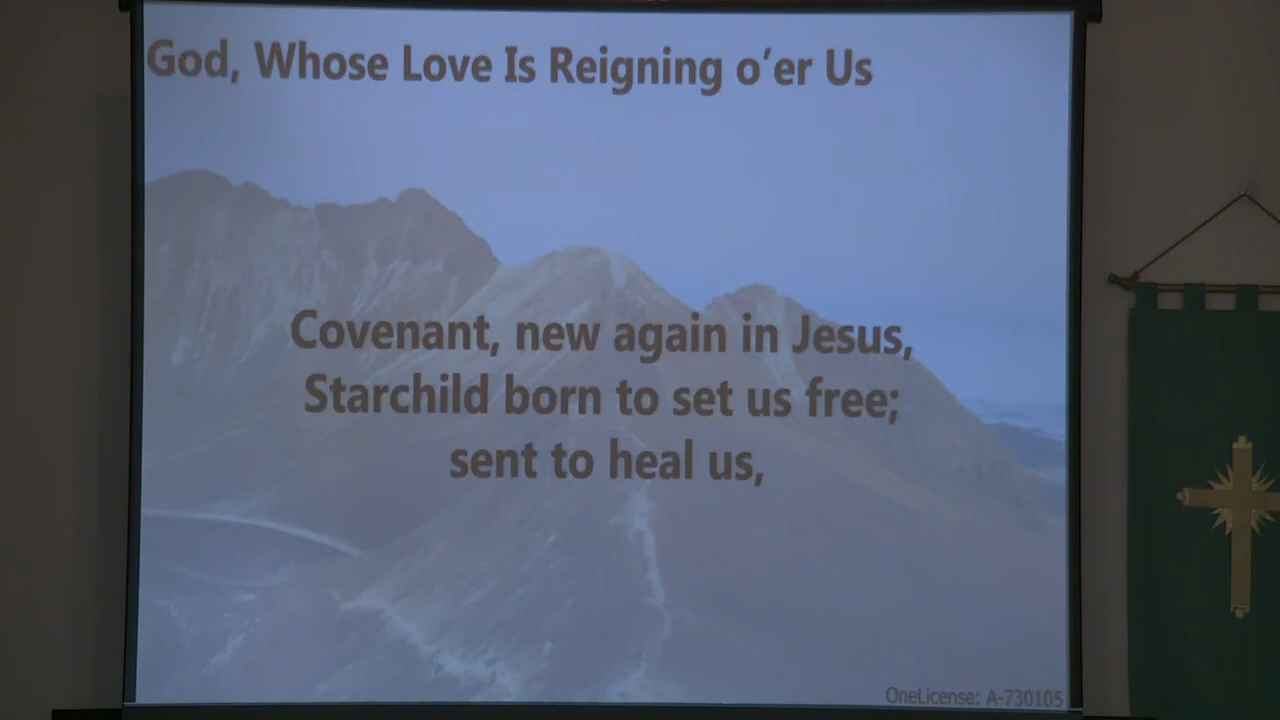 God, Whose Love Is Reigning o’er Us
Covenant, new again in Jesus,
Starchild born to set us free;
sent to heal us,
OneLicense: A-730105